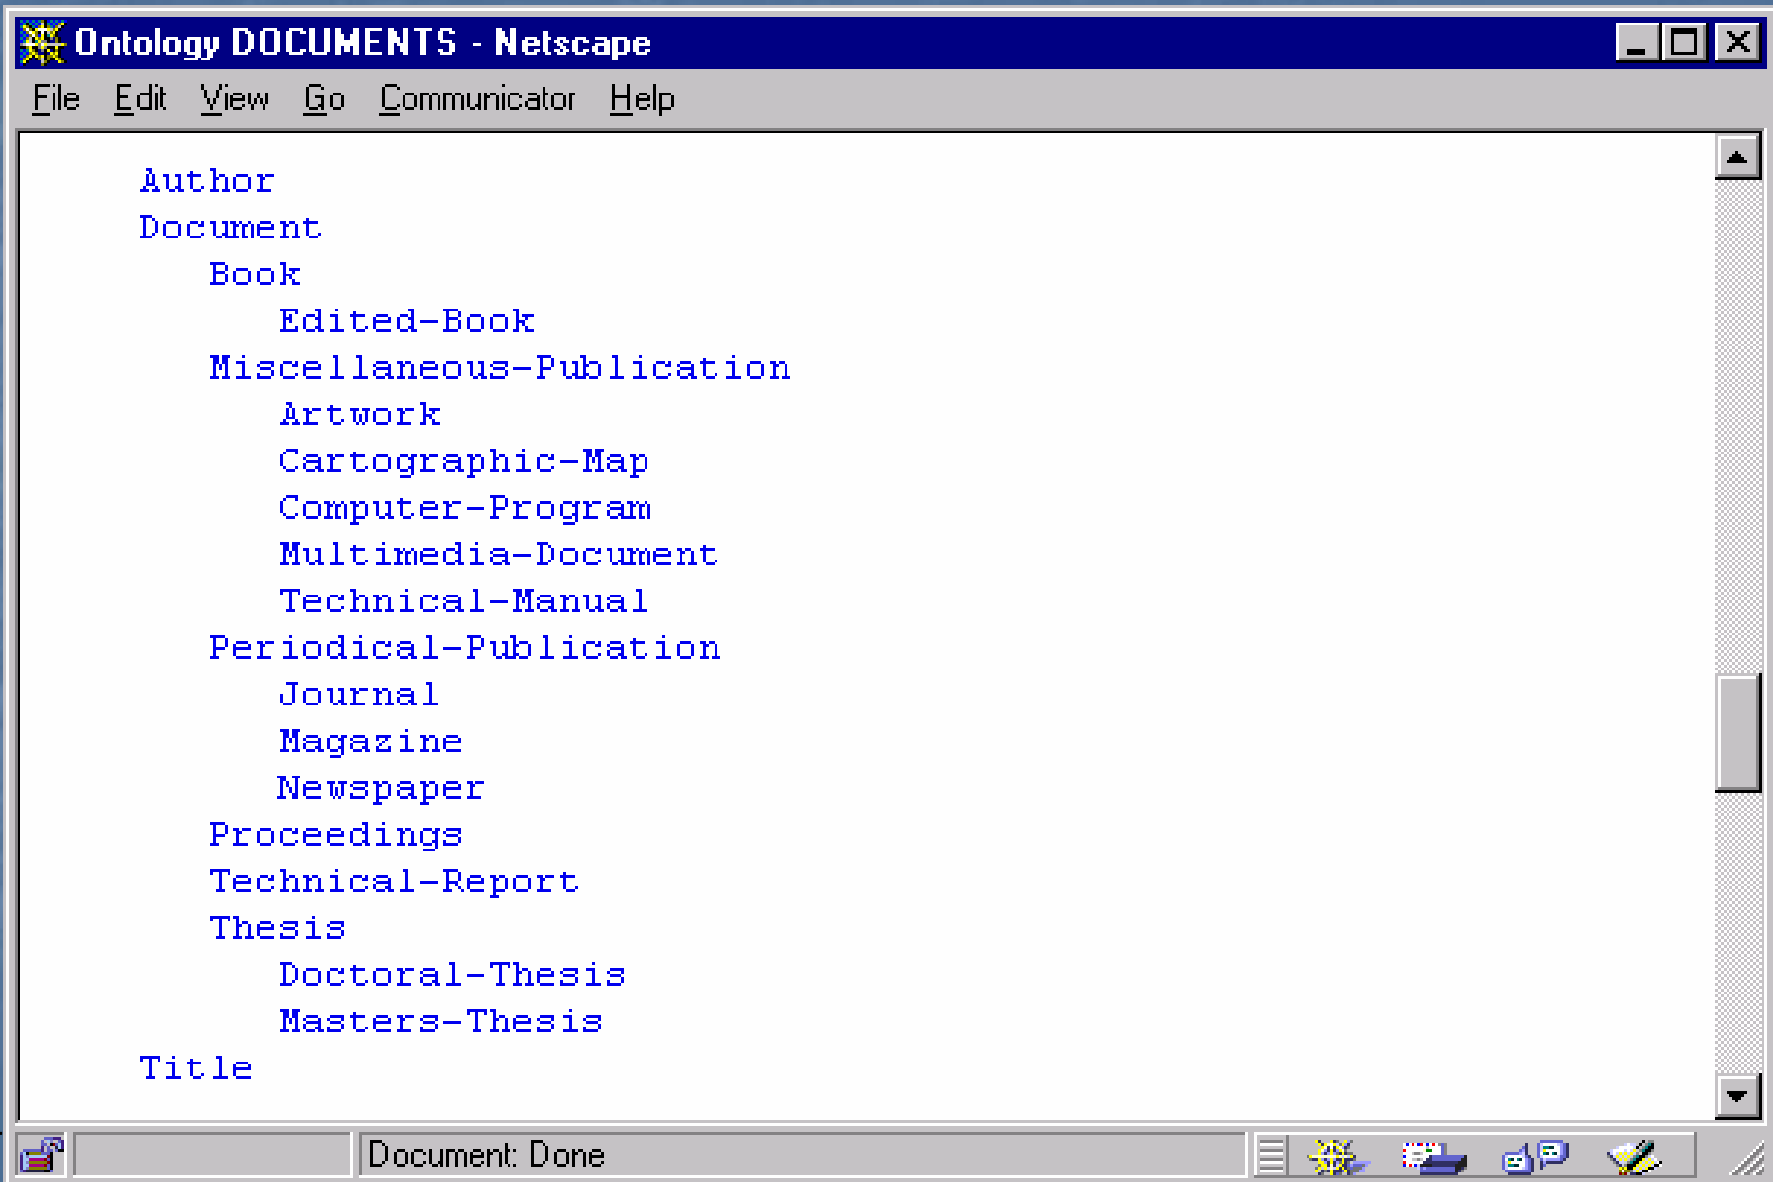 Ontology DOCUMENTS - Netscape
File Edit View Go Communicator Help
Author
Document
Book
Edited-Book
Miscellaneous-Publication
Artwork
Cartographic-Map
Computer-Program
Multimedia-Document
Technical-Manual
Periodical-Publication
Journal
Magazine
Newspaper
Proceedings
Technical-Report
Thesis
Doctoral-Thesis
Masters-Thesis
Title
Document: Done